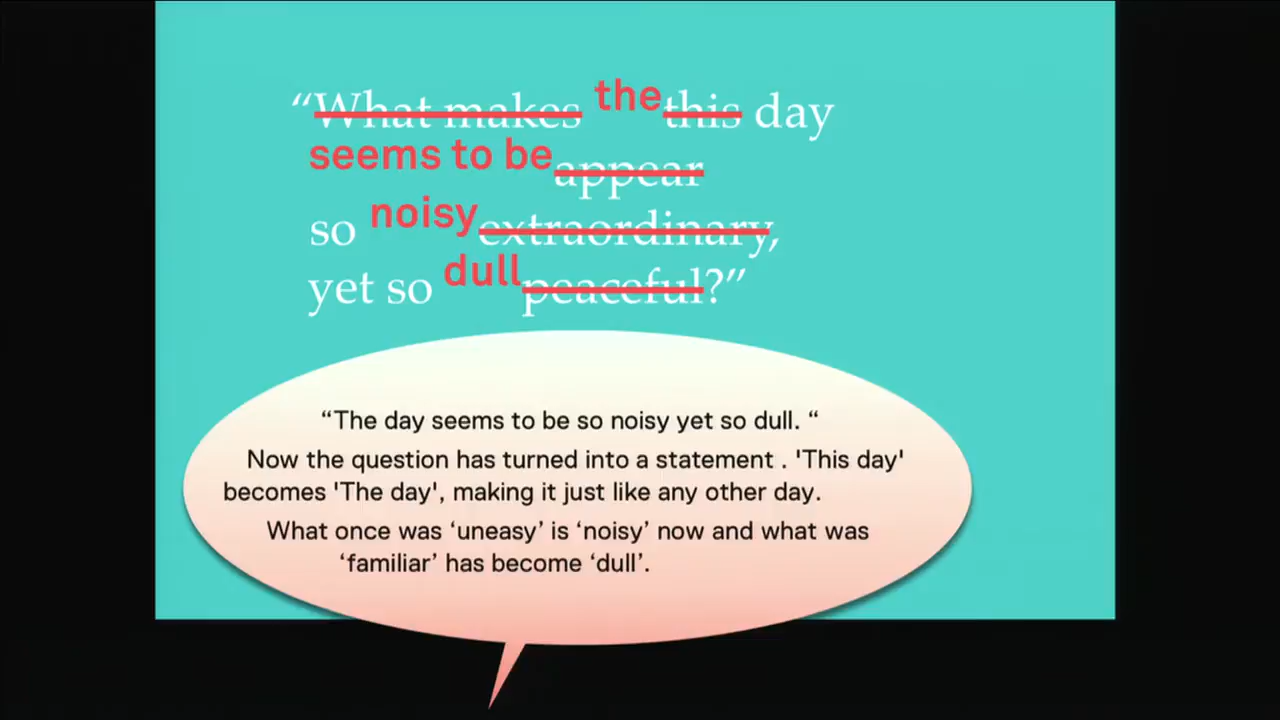 “What makes the this day
seems to be appear
so noisy extraordinary,
yet so dull peaceful?”
“The day seems to be so noisy yet so dull. “
Now the question has turned into a statement . 'This day'
becomes 'The day', making it just like any other day.
What once was ‘uneasy’ is ‘noisy’ now and what was
‘familiar’ has become ‘dull’.